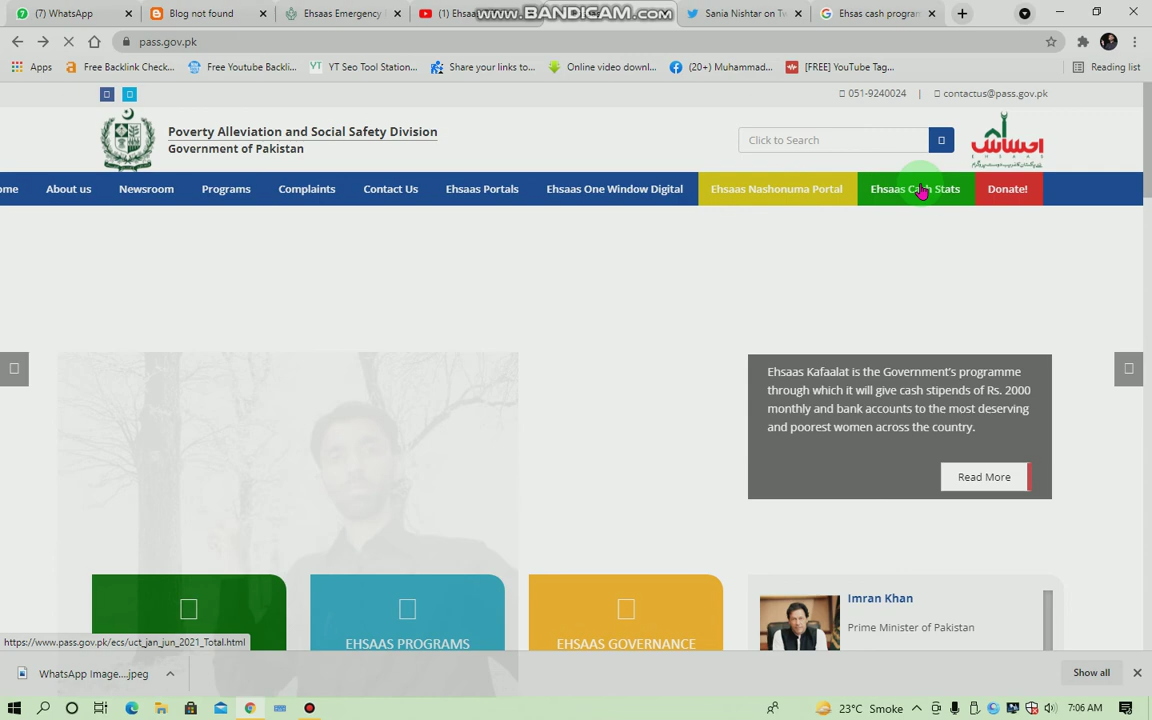 (7) WhatsApp
Blog not found
Ehsaas Emergency
(1) Ehsaa
www.BANDICAM.com
Sania Nishtar on Tw
Ehsas cash program
pass.gov.pk
Apps
Free Backlink Check...
Free Youtube Backli...
YT Seo Tool Station...
Share your links to...
Online video downl...
(20+) Muhammad...
[FREE] YouTube Tag...
Reading list
051-9240024 | contactus@pass.gov.pk
Poverty Alleviation and Social Safety Division
Government of Pakistan
Click to Search
احساس
EHSAAS
ome
About us
Newsroom
Programs
Complaints
Contact Us
Ehsaas Portals
Ehsaas One Window Digital
Ehsaas Nashonuma Portal
Ehsaas Cash Stats
Donate!
Ehsaas Kafaalat is the Government's programme
through which it will give cash stipends of Rs. 2000
monthly and bank accounts to the most deserving
and poorest women across the country.
Read More
EHSAAS PROGRAMS
EHSAAS GOVERNANCE
Imran Khan
Prime Minister of Pakistan
https://www.pass.gov.pk/ecs/uct_jan_jun_2021_Total.html
WhatsApp Image....jpeg
Show all
23°C Smoke
7:06 AM